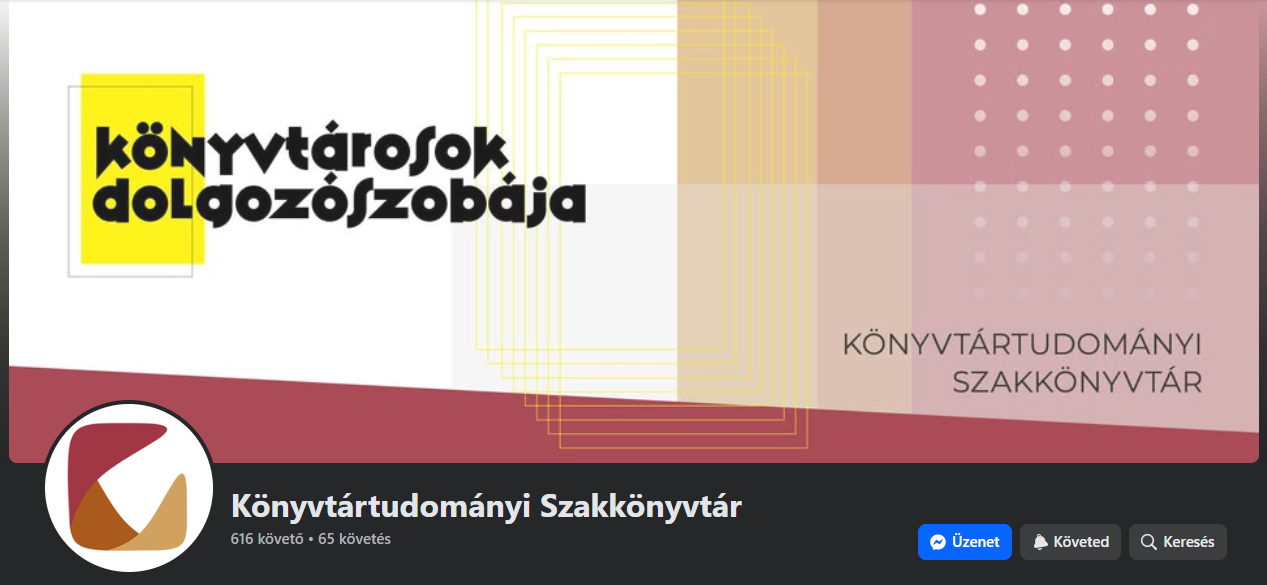 könyvtárosok
dolgozószobája
KÖNYVTÁRTUDOMÁNYI
SZAKKÖNYVTÁR
Könyvtártudományi Szakkönyvtár
616 követő • 65 követés
Üzenet
Követed
Keresés